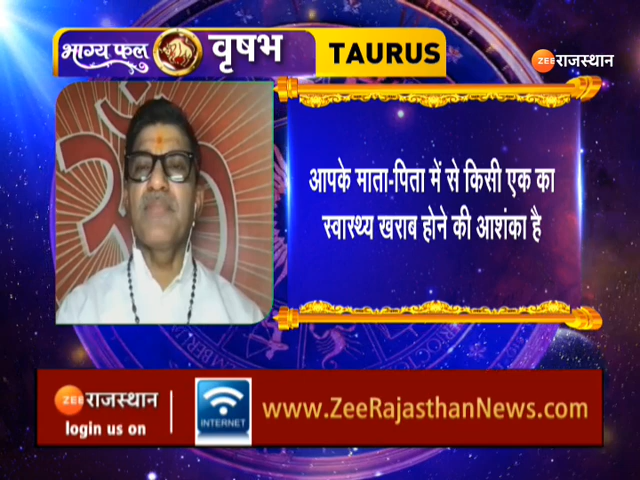 भाग्य फल
वृषभ
TAURUS
ZEE राजस्थान
आपके माता-पिता में से किसी एक का
स्वास्थ्य खराब होने की आशंका है
ZEE राजस्थान
login us on
INTERNET
www.ZeeRajasthanNews.com